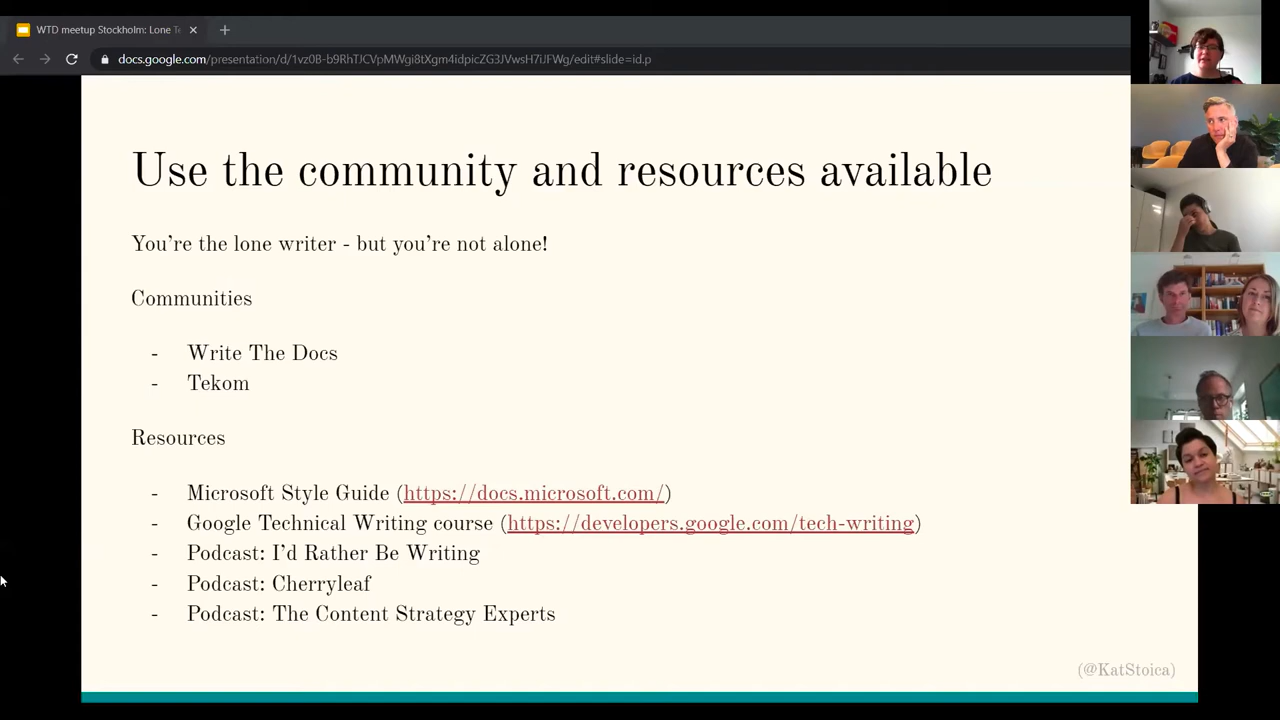 WTD meetup Stockholm: Lone Te
docs.google.com/presentation/d/1vz0B-b9RhTJCVpMWgi8tXgm4idpicZG3JVwsH7iJFWg/edit#slide=id.p
Use the community and resources available
You’re the lone writer - but you’re not alone!
Communities
- Write The Docs
- Tekom
Resources
- Microsoft Style Guide (https://docs.microsoft.com/)
- Google Technical Writing course (https://developers.google.com/tech-writing)
- Podcast: I’d Rather Be Writing
- Podcast: Cherryleaf
- Podcast: The Content Strategy Experts
(@KatStoica)